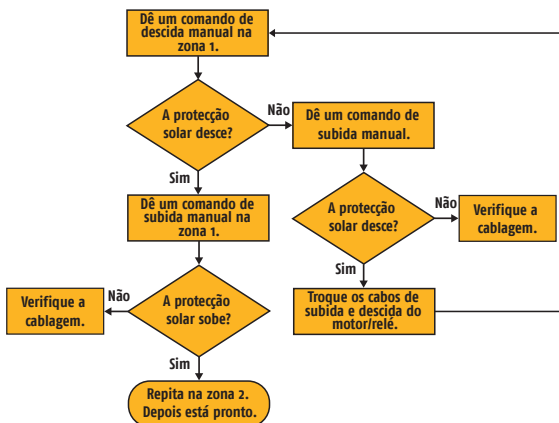 Dê um comando de
descida manual na
zona 1.
A protecção
solar desce?
Não
Dê um comando de
subida manual.
Sim
Dê um comando de
subida manual na
zona 1.
A protecção
solar desce?
Não
Verifique a
cablagem.
Sim
Troque os cabos de
subida e descida do
motor/relé.
A protecção
solar sobe?
Não
Verifique a
cablagem.
Sim
Repita na zona 2.
Depois está pronto.